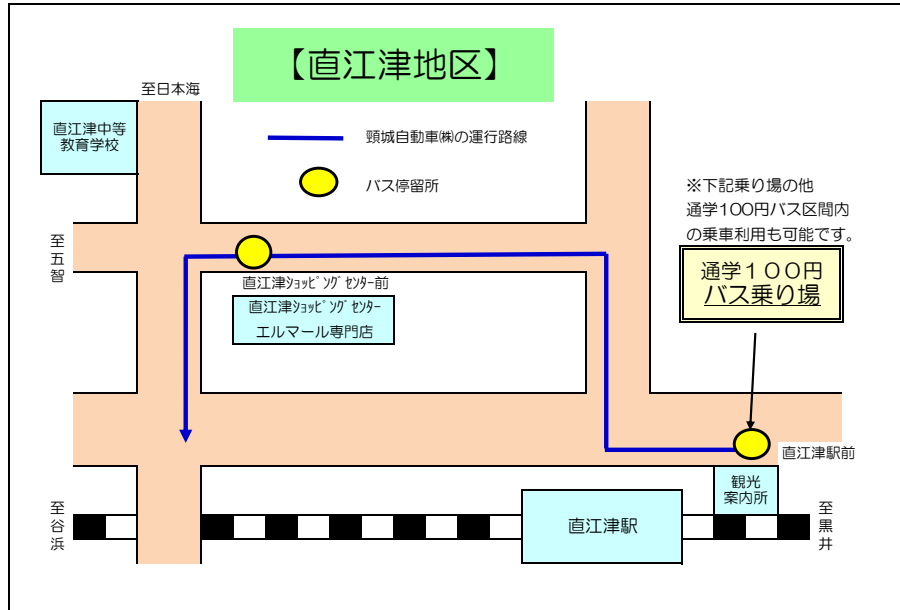 【直江津地区】
至日本海
直江津中等
教育学校
頸城自動車㈱の運行路線
バス停留所
※下記乗り場の他
通学100円バス区間内
の乗車利用も可能です。
至五智
通学１００円
バス乗り場
直江津ｼｮｯﾋﾟﾝｸﾞｾﾝﾀｰ前
直江津ｼｮｯﾋﾟﾝｸﾞｾﾝﾀｰ
エルマール専門店
直江津駅前
観光
案内所
至谷浜
直江津駅
至黒井